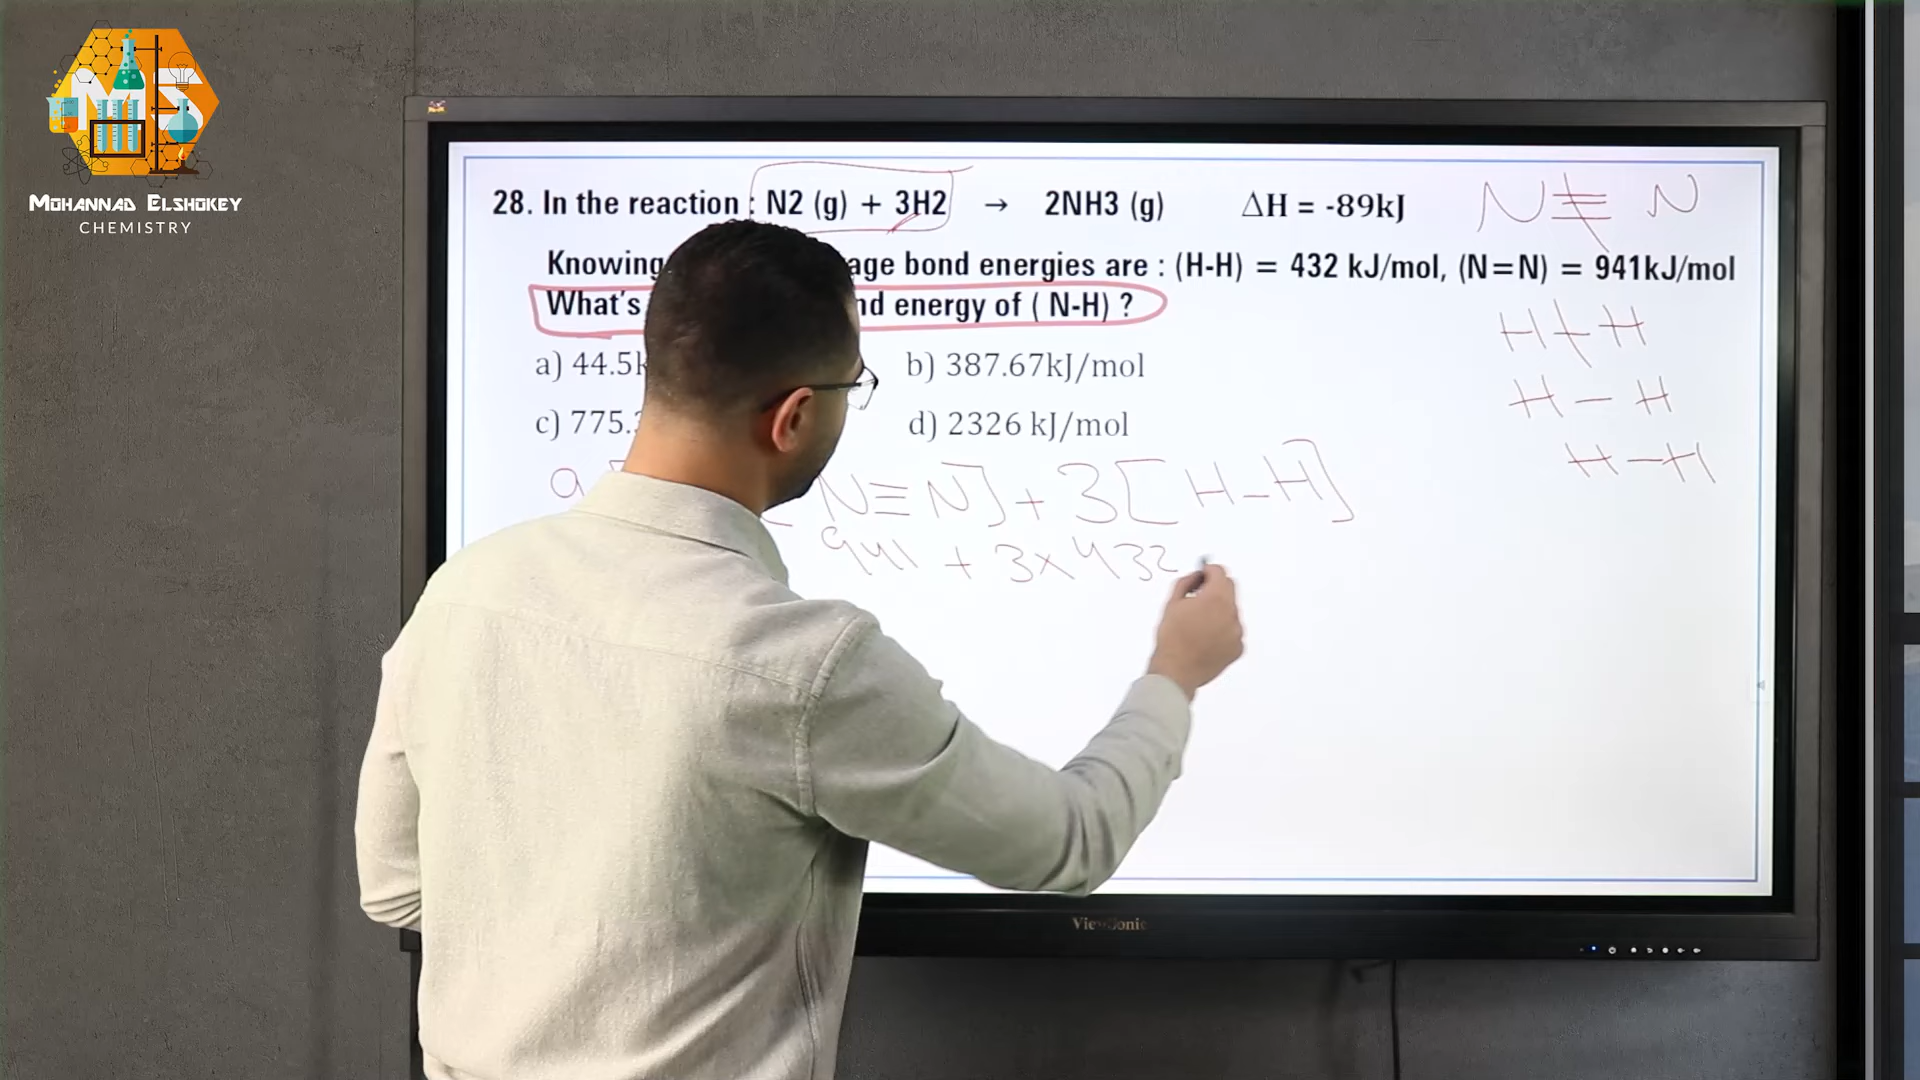 MS
MOHANNAD ELSHOKEY
CHEMISTRY
28. In the reaction : N2 (g) + 3H2 → 2NH3 (g) ΔH = -89kJ
N≡N
Knowing age bond energies are : (H-H) = 432 kJ/mol, (N=N) = 941kJ/mol
What's nd energy of ( N-H) ?
H-H
a) 44.5k b) 387.67kJ/mol
H-H
c) 775. d) 2326 kJ/mol
H-H
[N≡N] + 3[H-H]
941 + 3×432
ViewSonic